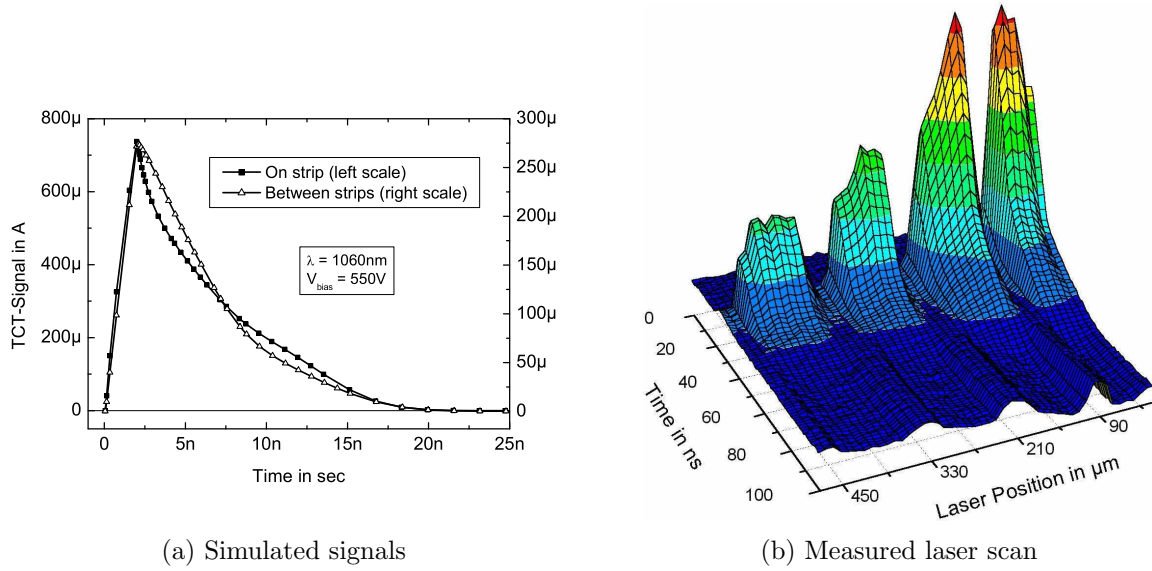 800µ
600µ
400µ
200µ
0
300µ
250µ
200µ
150µ
100µ
50µ
0
TCT-Signal in A
On strip (left scale)
Between strips (right scale)
λ = 1060nm
V_bias = 550V
0 5n 10n 15n 20n 25n
Time in sec
(a) Simulated signals
0
20
40
60
80
100
Time in ns
450 330 210 90
Laser Position in µm
(b) Measured laser scan